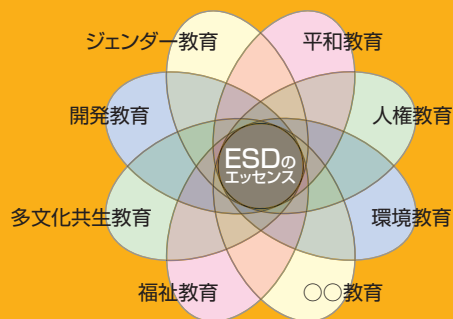 ジェンダー教育
平和教育
開発教育
人権教育
ESDの
エッセンス
多文化共生教育
環境教育
福祉教育
○○教育